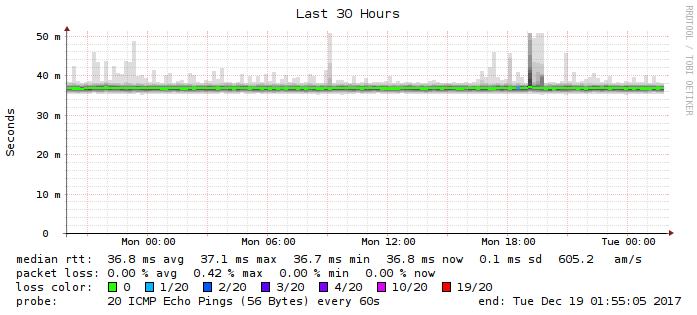 Last 30 Hours
RRDTOOL / TOBI OETIKER
Seconds
50 m
40 m
30 m
20 m
10 m
0
Mon 00:00 Mon 06:00 Mon 12:00 Mon 18:00 Tue 00:00
median rtt: 36.8 ms avg 37.1 ms max 36.7 ms min 36.8 ms now 0.1 ms sd 605.2 am/s
packet loss: 0.00 % avg 0.42 % max 0.00 % min 0.00 % now
loss color: 0 1/20 2/20 3/20 4/20 10/20 19/20
probe: 20 ICMP Echo Pings (56 Bytes) every 60s end: Tue Dec 19 01:55:05 2017